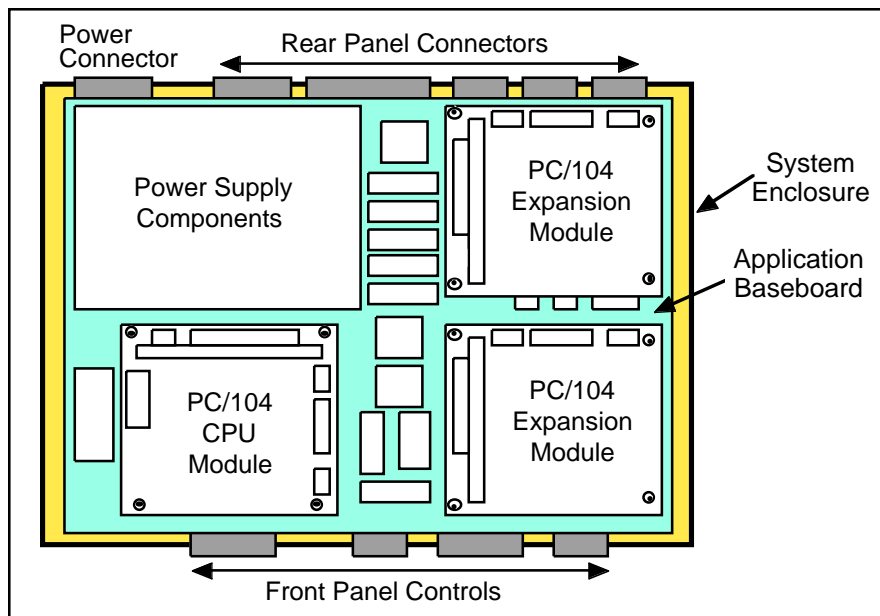 Power
Connector
Rear Panel Connectors
Power Supply
Components
PC/104
Expansion
Module
System
Enclosure
Application
Baseboard
PC/104
CPU
Module
PC/104
Expansion
Module
Front Panel Controls